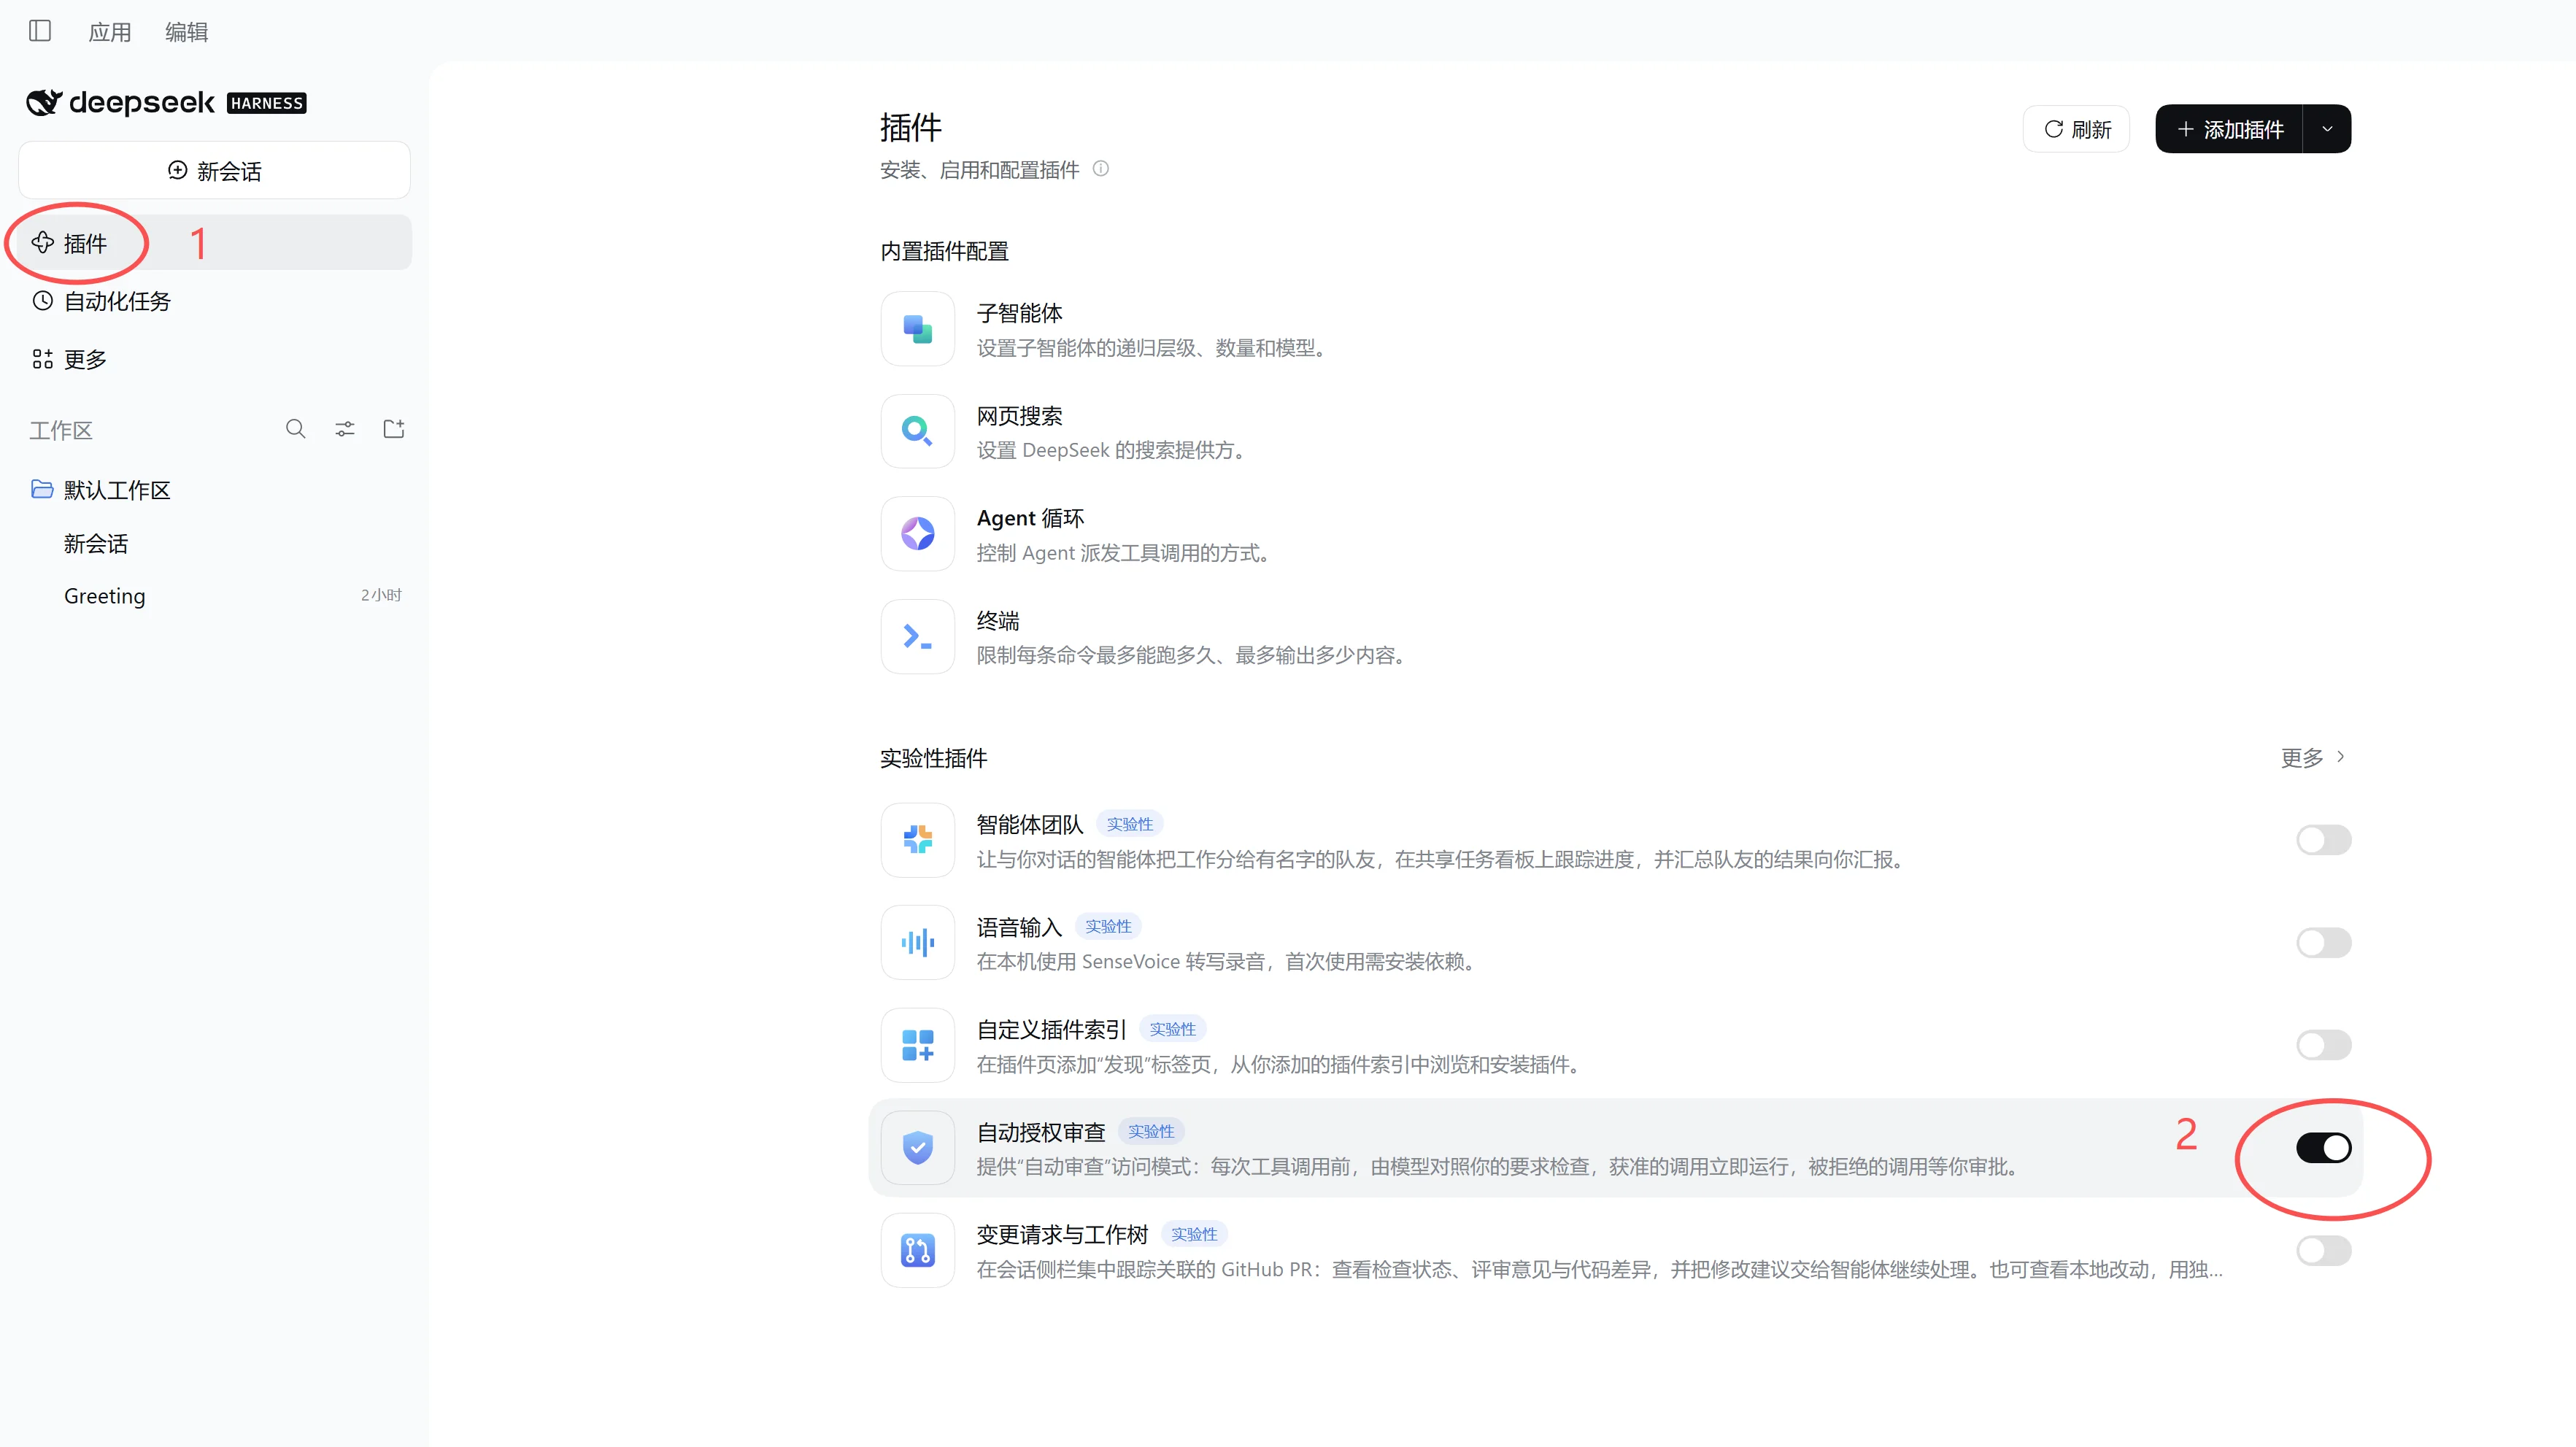 应用 编辑
deepseek HARNESS
新会话
插件 1
自动化任务
更多
工作区
默认工作区
新会话
Greeting 2小时
插件
安装、启用和配置插件
刷新
添加插件
内置插件配置
子智能体
设置子智能体的递归层级、数量和模型。
网页搜索
设置 DeepSeek 的搜索提供方。
Agent 循环
控制 Agent 派发工具调用的方式。
终端
限制每条命令最多能跑多久、最多输出多少内容。
实验性插件 更多
智能体团队 实验性
让与你对话的智能体把工作分给有名字的队友，在共享任务看板上跟踪进度，并汇总队友的结果向你汇报。
语音输入 实验性
在本机使用 SenseVoice 转写录音，首次使用需安装依赖。
自定义插件索引 实验性
在插件页添加“发现”标签页，从你添加的插件索引中浏览和安装插件。
自动授权审查 实验性 2
提供“自动审查”访问模式：每次工具调用前，由模型对照你的要求检查，获准的调用立即运行，被拒绝的调用等你审批。
变更请求与工作树 实验性
在会话侧栏集中跟踪关联的 GitHub PR：查看检查状态、评审意见与代码差异，并把修改建议交给智能体继续处理。也可查看本地改动，用独...